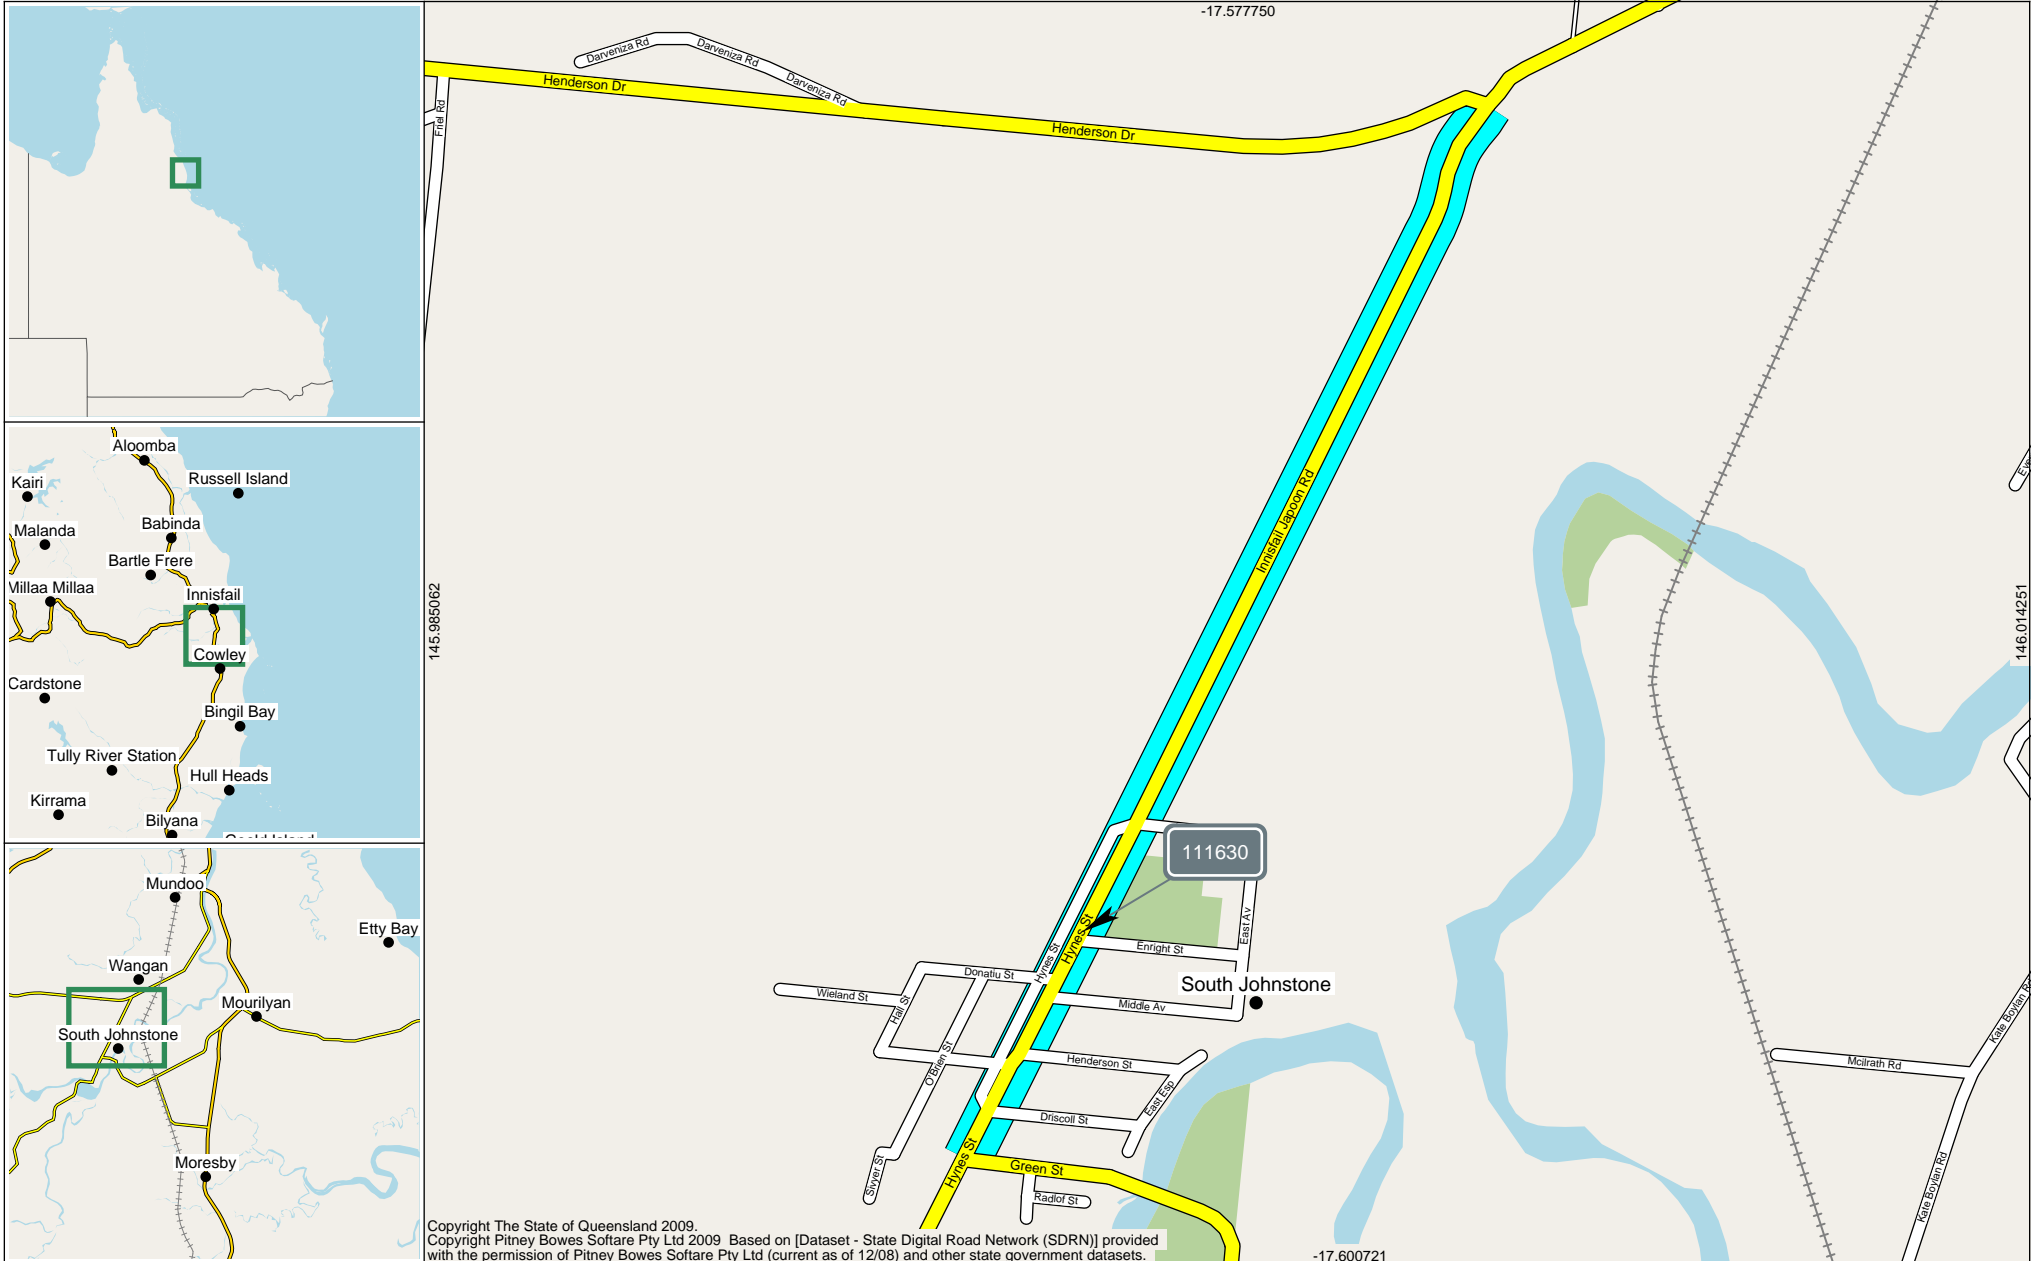 -17.577750
Darveniza Rd
Darveniza Rd
Darveniza Rd
Henderson Dr
Henderson Dr
Friel Rd
Innisfail Japoon Rd
145.985062
146.014251
111630
Hynes St
Hynes St
East Av
Enright St
South Johnstone
Donatiu St
Wieland St
Hall St
Middle Av
O'Brien St
Henderson St
East Esp
Driscoll St
Hynes St
Green St
Sivyer St
Radlof St
Mcilrath Rd
Kate Boylan Rd
Kate Boylan Rd
Copyright The State of Queensland 2009.
Copyright Pitney Bowes Softare Pty Ltd 2009 Based on [Dataset - State Digital Road Network (SDRN)] provided
with the permission of Pitney Bowes Softare Pty Ltd (current as of 12/08) and other state government datasets.
-17.600721
Aloomba
Kairi
Russell Island
Malanda
Babinda
Bartle Frere
Millaa Millaa
Innisfail
Cowley
Cardstone
Bingil Bay
Tully River Station
Hull Heads
Kirrama
Bilyana
Mundoo
Etty Bay
Wangan
Mourilyan
South Johnstone
Moresby